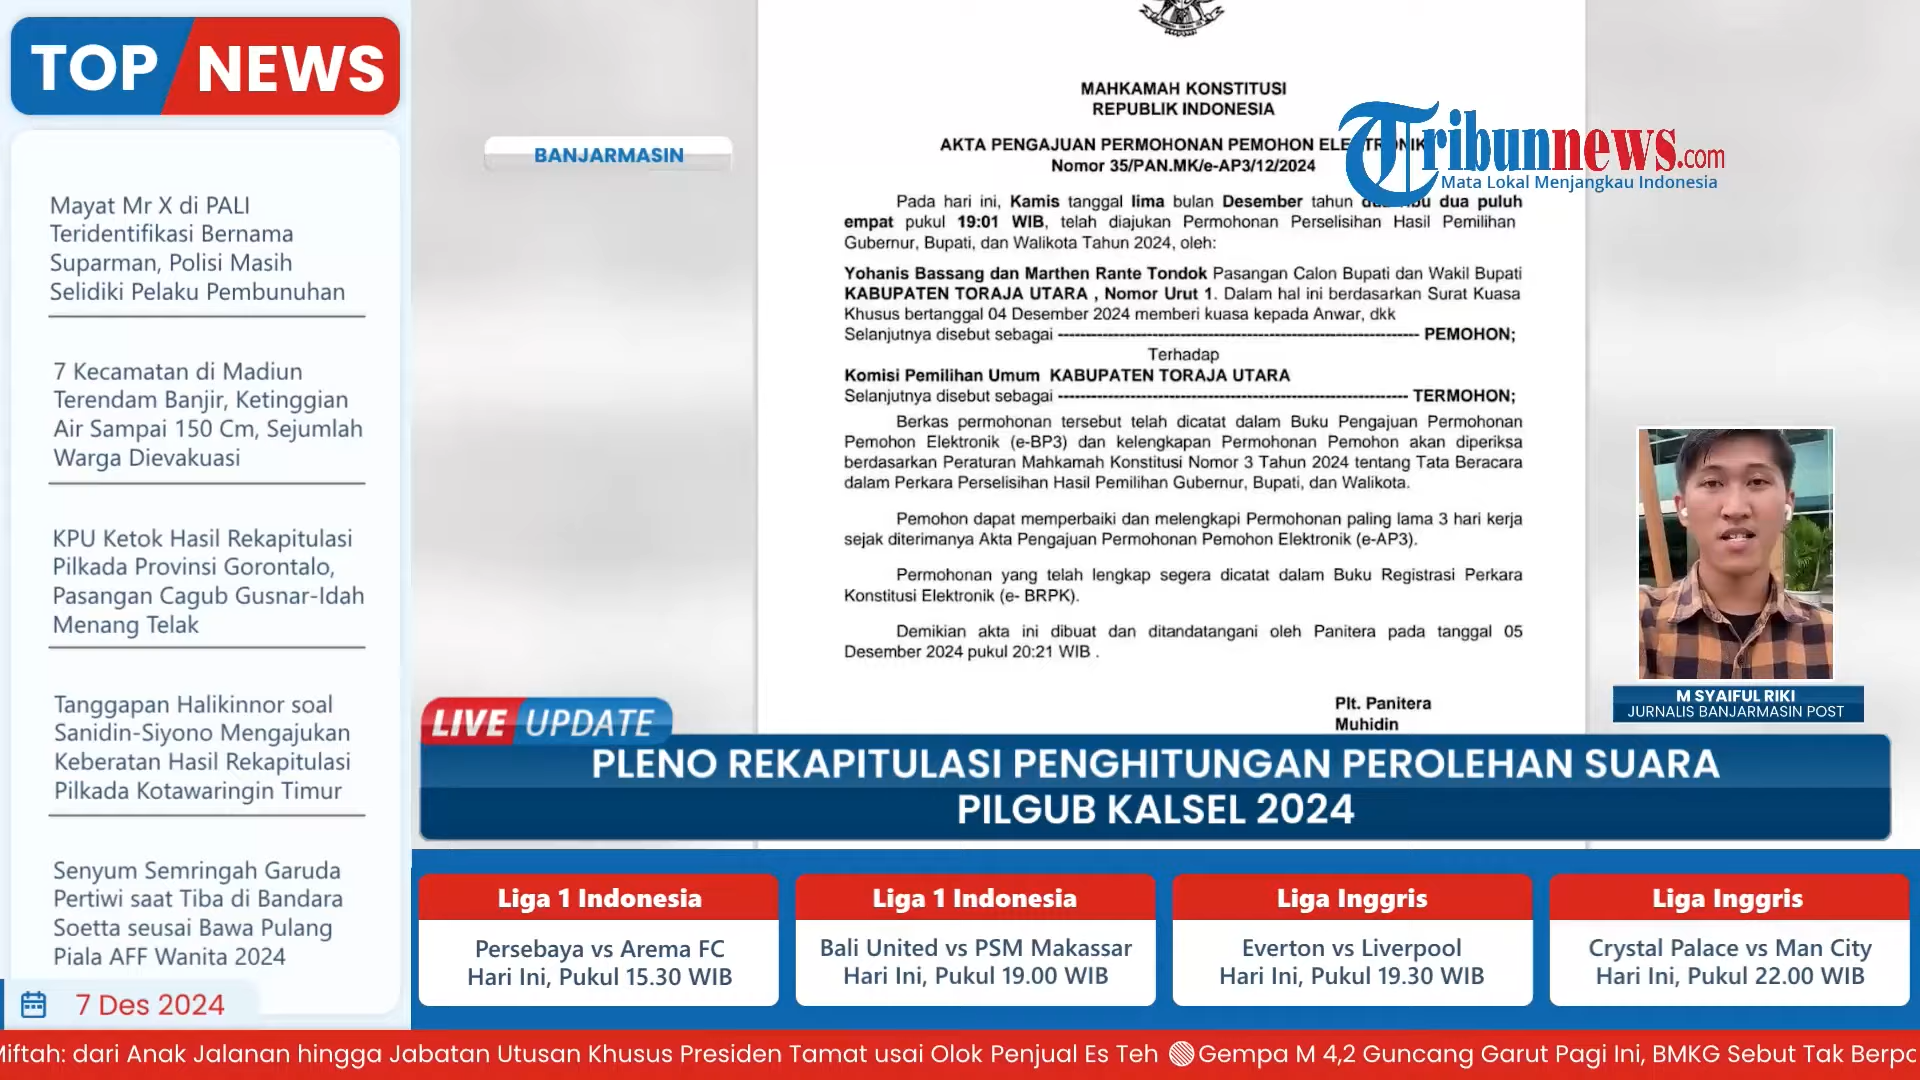 TOP NEWS
Mayat Mr X di PALI
Teridentifikasi Bernama
Suparman, Polisi Masih
Selidiki Pelaku Pembunuhan
7 Kecamatan di Madiun
Terendam Banjir, Ketinggian
Air Sampai 150 Cm, Sejumlah
Warga Dievakuasi
KPU Ketok Hasil Rekapitulasi
Pilkada Provinsi Gorontalo,
Pasangan Cagub Gusnar-Idah
Menang Telak
Tanggapan Halikinnor soal
Sanidin-Siyono Mengajukan
Keberatan Hasil Rekapitulasi
Pilkada Kotawaringin Timur
Senyum Semringah Garuda
Pertiwi saat Tiba di Bandara
Soetta seusai Bawa Pulang
Piala AFF Wanita 2024
7 Des 2024
BANJARMASIN
MAHKAMAH KONSTITUSI
REPUBLIK INDONESIA
AKTA PENGAJUAN PERMOHONAN PEMOHON
Nomor 35/PAN.MK/e-AP3/12/2024
Pada hari ini, Kamis tanggal lima bulan Desember tahun dua puluh
empat pukul 19:01 WIB, telah diajukan Permohonan Perselisihan Hasil Pemilihan
Gubernur, Bupati, dan Walikota Tahun 2024, oleh:
Yohanis Bassang dan Marthen Rante Tondok Pasangan Calon Bupati dan Wakil Bupati
KABUPATEN TORAJA UTARA , Nomor Urut 1. Dalam hal ini berdasarkan Surat Kuasa
Khusus bertanggal 04 Desember 2024 memberi kuasa kepada Anwar, dkk
Selanjutnya disebut sebagai ---------------------------------------------------------------- PEMOHON;
Terhadap
Komisi Pemilihan Umum KABUPATEN TORAJA UTARA
Selanjutnya disebut sebagai -------------------------------------------------------------- TERMOHON;
Berkas permohonan tersebut telah dicatat dalam Buku Pengajuan Permohonan
Pemohon Elektronik (e-BP3) dan kelengkapan Permohonan Pemohon akan diperiksa
berdasarkan Peraturan Mahkamah Konstitusi Nomor 3 Tahun 2024 tentang Tata Beracara
dalam Perkara Perselisihan Hasil Pemilihan Gubernur, Bupati, dan Walikota.
Pemohon dapat memperbaiki dan melengkapi Permohonan paling lama 3 hari kerja
sejak diterimanya Akta Pengajuan Permohonan Pemohon Elektronik (e-AP3).
Permohonan yang telah lengkap segera dicatat dalam Buku Registrasi Perkara
Konstitusi Elektronik (e- BRPK).
Demikian akta ini dibuat dan ditandatangani oleh Panitera pada tanggal 05
Desember 2024 pukul 20:21 WIB .
Plt. Panitera
Muhidin
Tribunnews.com
Mata Lokal Menjangkau Indonesia
M SYAIFUL RIKI
JURNALIS BANJARMASIN POST
LIVE UPDATE
PLENO REKAPITULASI PENGHITUNGAN PEROLEHAN SUARA
PILGUB KALSEL 2024
Liga 1 Indonesia
Persebaya vs Arema FC
Hari Ini, Pukul 15.30 WIB
Liga 1 Indonesia
Bali United vs PSM Makassar
Hari Ini, Pukul 19.00 WIB
Liga Inggris
Everton vs Liverpool
Hari Ini, Pukul 19.30 WIB
Liga Inggris
Crystal Palace vs Man City
Hari Ini, Pukul 22.00 WIB
Miftah: dari Anak Jalanan hingga Jabatan Utusan Khusus Presiden Tamat usai Olok Penjual Es Teh Gempa M 4,2 Guncang Garut Pagi Ini, BMKG Sebut Tak